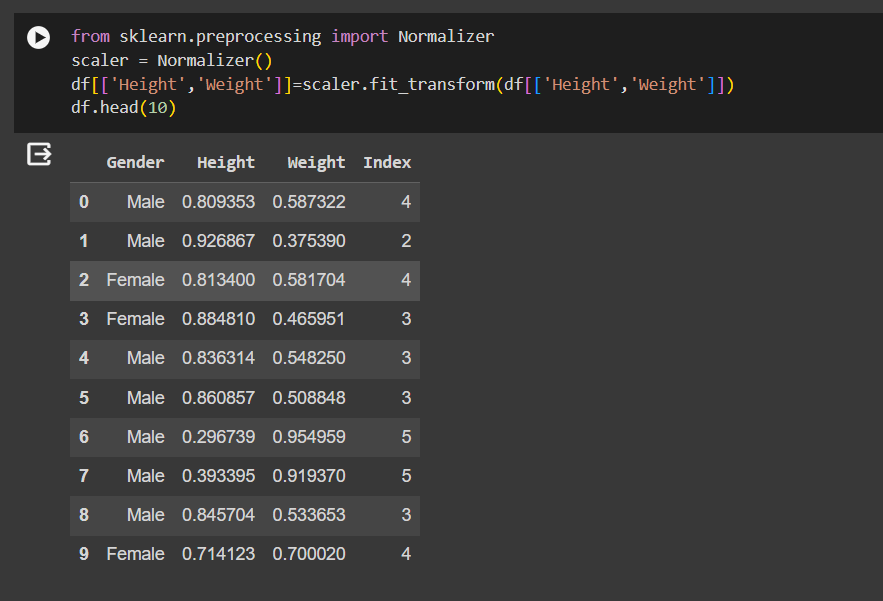 from sklearn.preprocessing import Normalizer
scaler = Normalizer()
df[['Height','Weight']]=scaler.fit_transform(df[['Height','Weight']])
df.head(10)
Gender Height Weight Index
0 Male 0.809353 0.587322 4
1 Male 0.926867 0.375390 2
2 Female 0.813400 0.581704 4
3 Female 0.884810 0.465951 3
4 Male 0.836314 0.548250 3
5 Male 0.860857 0.508848 3
6 Male 0.296739 0.954959 5
7 Male 0.393395 0.919370 5
8 Male 0.845704 0.533653 3
9 Female 0.714123 0.700020 4